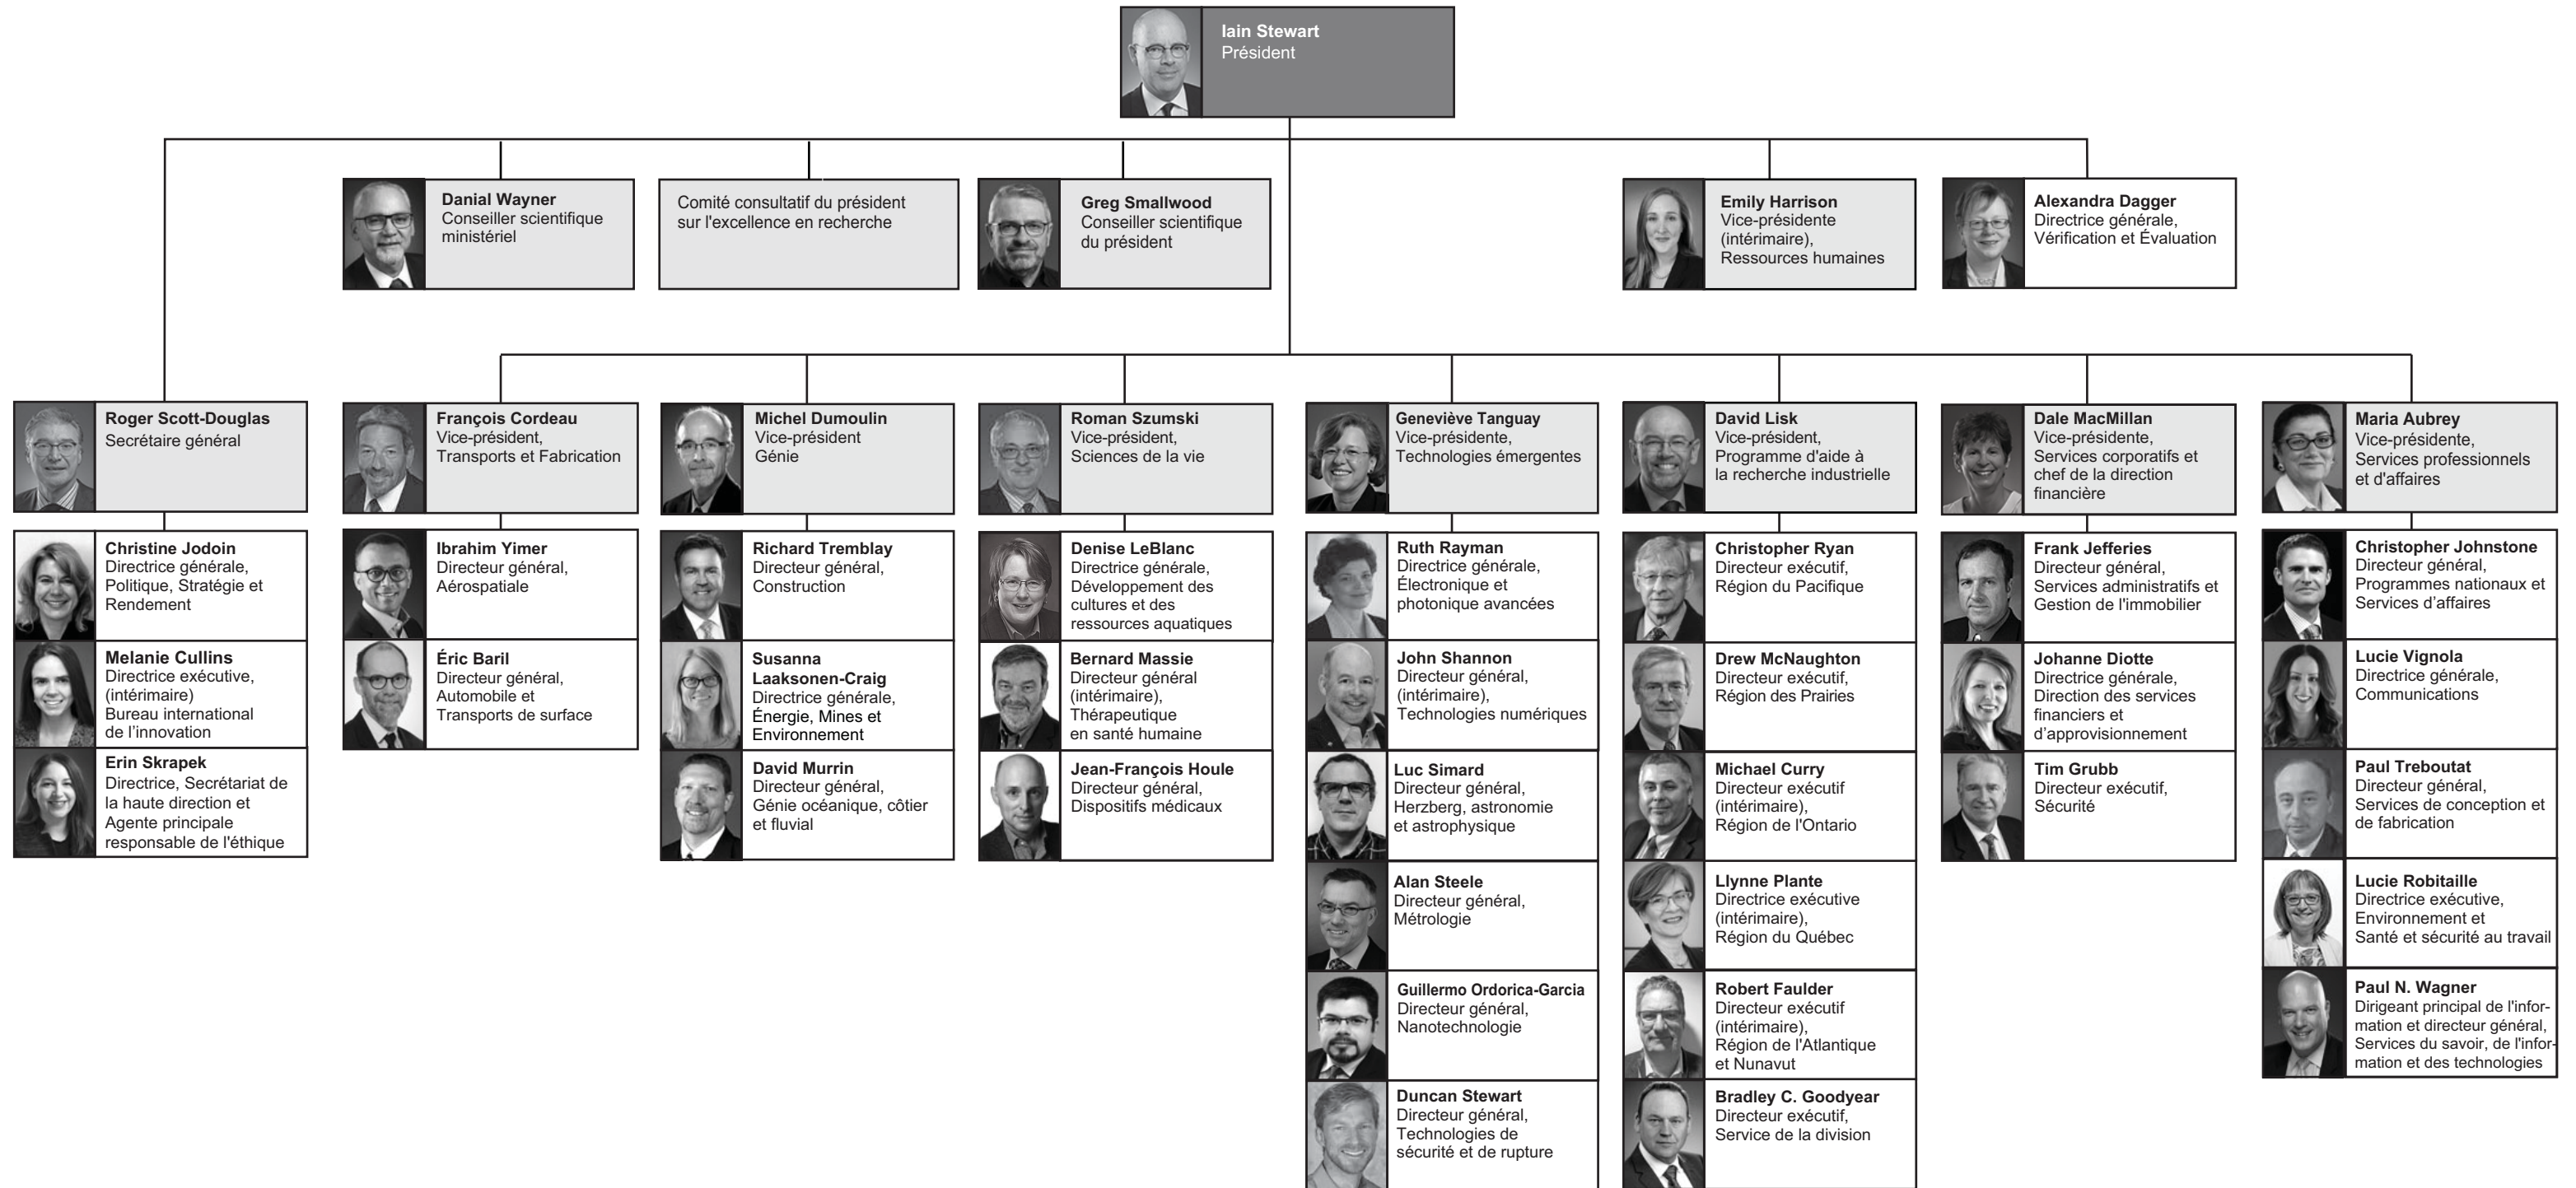 Iain Stewart
Président
Danial Wayner
Conseiller scientifique
ministériel
Comité consultatif du président
sur l'excellence en recherche
Greg Smallwood
Conseiller scientifique
du président
Emily Harrison
Vice-présidente
(intérimaire),
Ressources humaines
Alexandra Dagger
Directrice générale,
Vérification et Évaluation
Roger Scott-Douglas
Secrétaire général
Christine Jodoin
Directrice générale,
Politique, Stratégie et
Rendement
Melanie Cullins
Directrice exécutive,
(intérimaire)
Bureau international
de l’innovation
Erin Skrapek
Directrice, Secrétariat de
la haute direction et
Agente principale
responsable de l'éthique
François Cordeau
Vice-président,
Transports et Fabrication
Ibrahim Yimer
Directeur général,
Aérospatiale
Éric Baril
Directeur général,
Automobile et
Transports de surface
Michel Dumoulin
Vice-président
Génie
Richard Tremblay
Directeur général,
Construction
Susanna
Laaksonen-Craig
Directrice générale,
Énergie, Mines et
Environnement
David Murrin
Directeur général,
Génie océanique, côtier
et fluvial
Roman Szumski
Vice-président,
Sciences de la vie
Denise LeBlanc
Directrice générale,
Développement des
cultures et des
ressources aquatiques
Bernard Massie
Directeur général
(intérimaire),
Thérapeutique
en santé humaine
Jean-François Houle
Directeur général,
Dispositifs médicaux
Geneviève Tanguay
Vice-présidente,
Technologies émergentes
Ruth Rayman
Directrice générale,
Électronique et
photonique avancées
John Shannon
Directeur général,
(intérimaire),
Technologies numériques
Luc Simard
Directeur général,
Herzberg, astronomie
et astrophysique
Alan Steele
Directeur général,
Métrologie
Guillermo Ordorica-Garcia
Directeur général,
Nanotechnologie
Duncan Stewart
Directeur général,
Technologies de
sécurité et de rupture
David Lisk
Vice-président,
Programme d'aide à
la recherche industrielle
Christopher Ryan
Directeur exécutif,
Région du Pacifique
Drew McNaughton
Directeur exécutif,
Région des Prairies
Michael Curry
Directeur exécutif
(intérimaire),
Région de l'Ontario
Llynne Plante
Directrice exécutive
(intérimaire),
Région du Québec
Robert Faulder
Directeur exécutif
(intérimaire),
Région de l'Atlantique
et Nunavut
Bradley C. Goodyear
Directeur exécutif,
Service de la division
Dale MacMillan
Vice-présidente,
Services corporatifs et
chef de la direction
financière
Frank Jefferies
Directeur général,
Services administratifs et
Gestion de l'immobilier
Johanne Diotte
Directrice générale,
Direction des services
financiers et
d’approvisionnement
Tim Grubb
Directeur exécutif,
Sécurité
Maria Aubrey
Vice-présidente,
Services professionnels
et d'affaires
Christopher Johnstone
Directeur général,
Programmes nationaux et
Services d’affaires
Lucie Vignola
Directrice générale,
Communications
Paul Treboutat
Directeur général,
Services de conception et
de fabrication
Lucie Robitaille
Directrice exécutive,
Environnement et
Santé et sécurité au travail
Paul N. Wagner
Dirigeant principal de l'infor-
mation et directeur général,
Services du savoir, de l'infor-
mation et des technologies